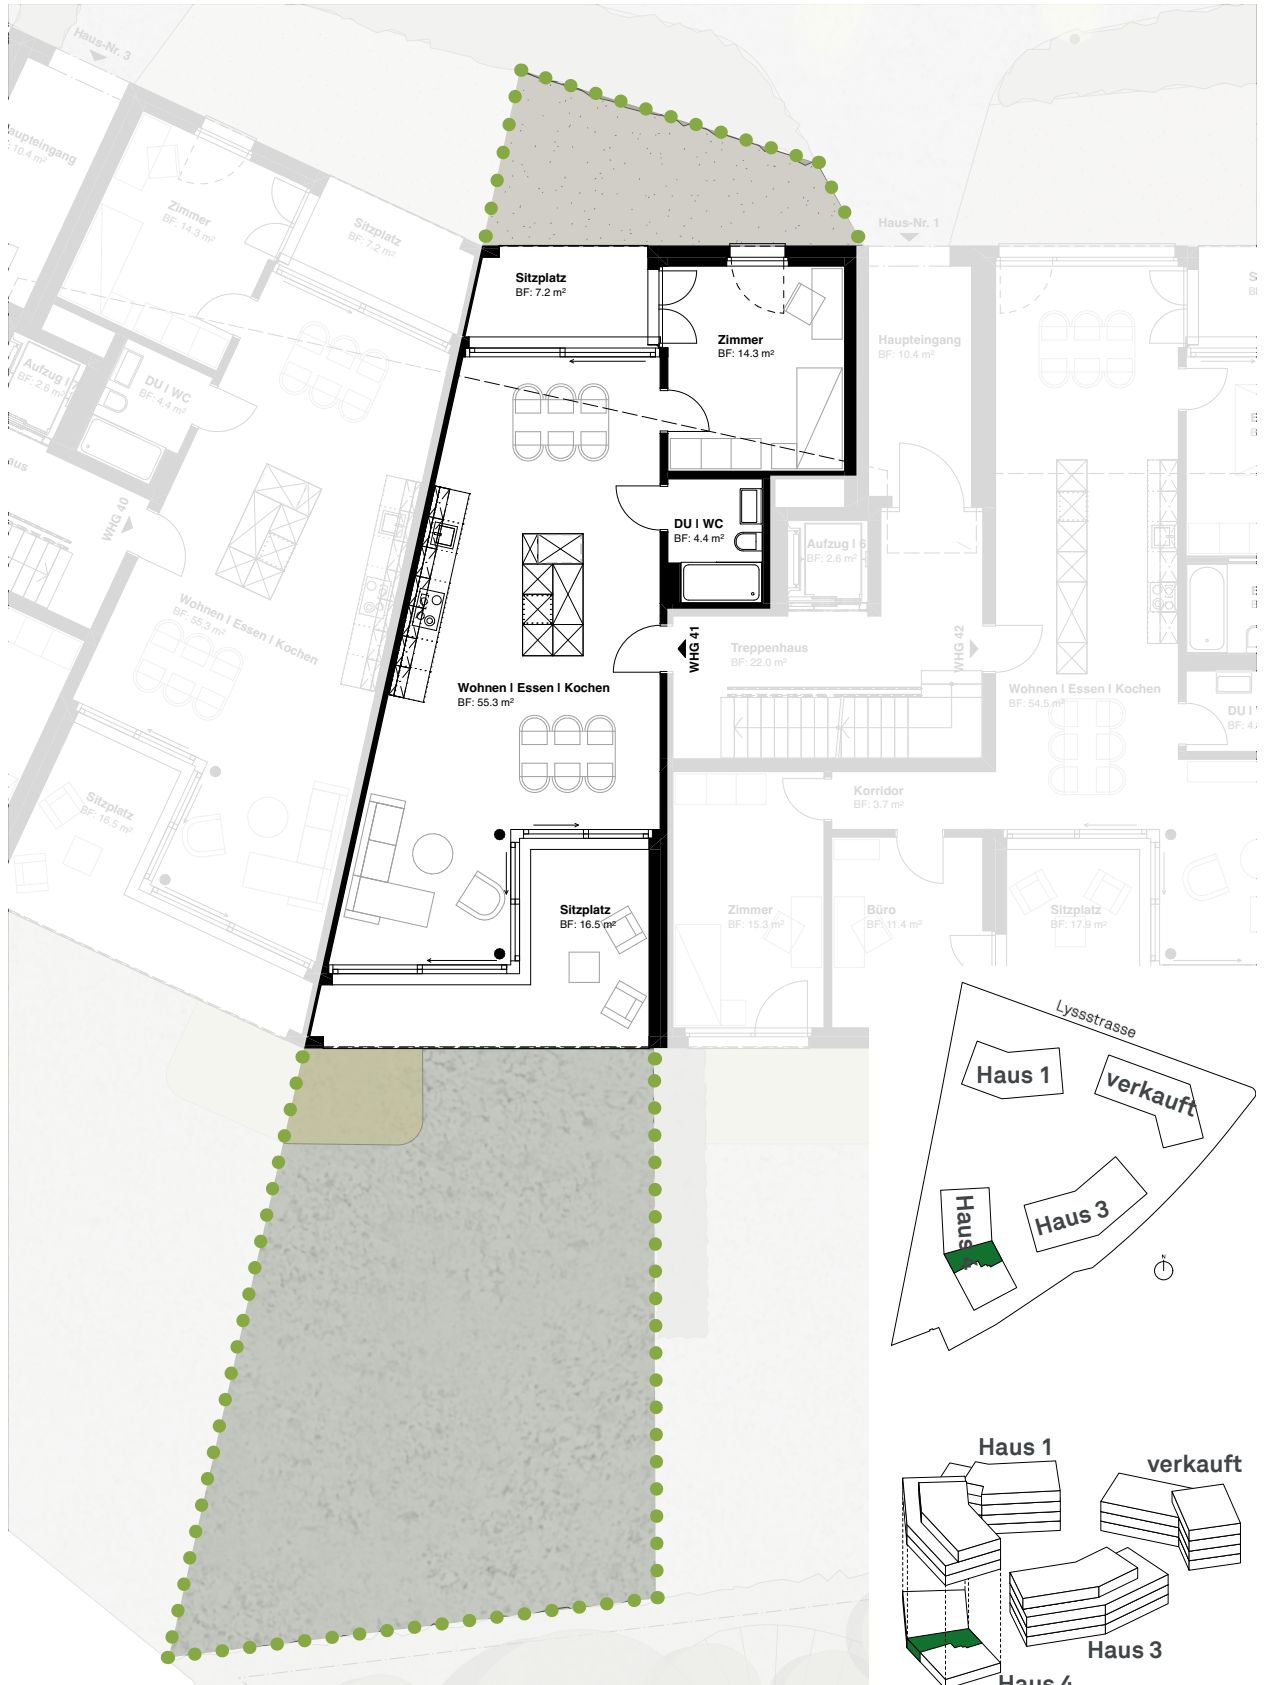 Haus-Nr. 3
Haupteingang
10.4 m²
Zimmer
BF: 14.3 m²
Sitzplatz
BF: 7.2 m²
Haus-Nr. 1
Sitzplatz
BF: 7.2 m²
Zimmer
BF: 14.3 m²
Haupteingang
BF: 10.4 m²
Aufzug | 7
BF: 2.6 m²
DU | WC
BF: 4.4 m²
WHG 40
DU | WC
BF: 4.4 m²
Aufzug | 6
BF: 2.6 m²
Wohnen | Essen | Kochen
BF: 55.3 m²
WHG 41
Treppenhaus
BF: 22.0 m²
WHG 42
Wohnen | Essen | Kochen
BF: 55.3 m²
Wohnen | Essen | Kochen
BF: 54.5 m²
DU |
BF: 4.
Sitzplatz
BF: 16.5 m²
Korridor
BF: 3.7 m²
Sitzplatz
BF: 16.5 m²
Zimmer
BF: 15.3 m²
Büro
BF: 11.4 m²
Sitzplatz
BF: 17.9 m²
Lyssstrasse
Haus 1
verkauft
Haus 4
Haus 3
N
Haus 1
verkauft
Haus 3
Haus 4